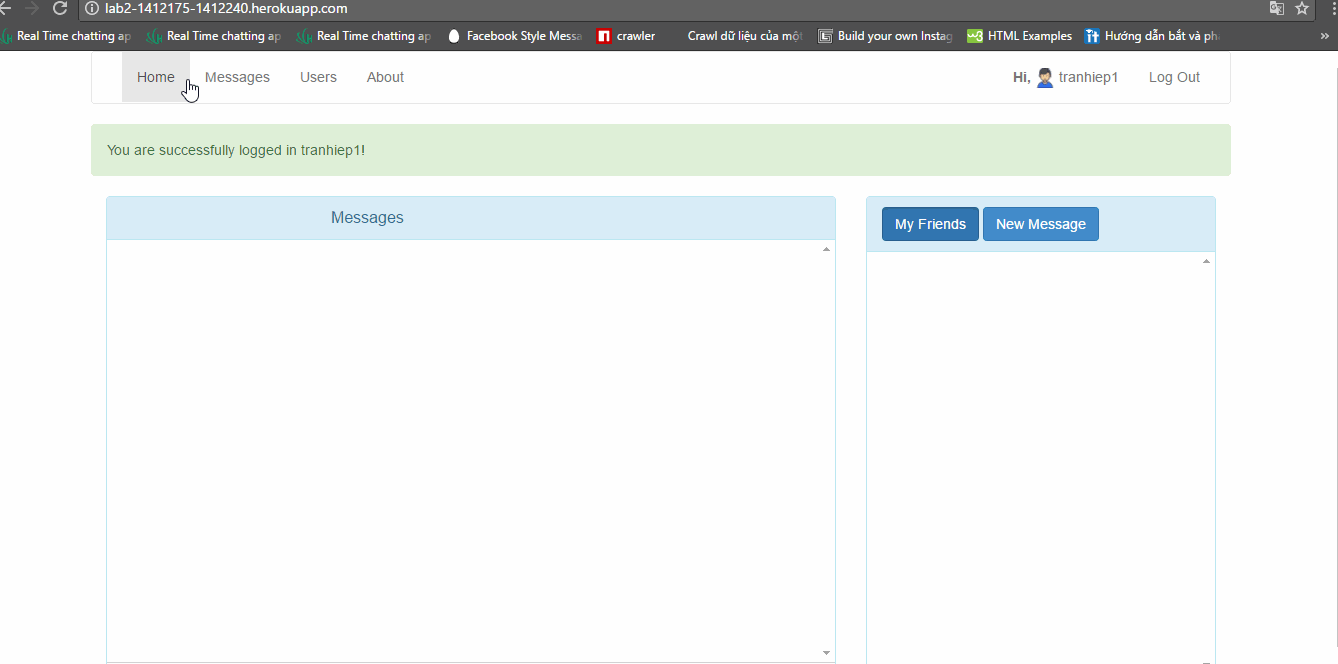 lab2-1412175-1412240.herokuapp.com
Real Time chatting ap Real Time chatting ap Real Time chatting ap Facebook Style Messa crawler Crawl dữ liệu của một Build your own Instag HTML Examples Hướng dẫn bắt và ph »
Home Messages Users About Hi, tranhiep1 Log Out
You are successfully logged in tranhiep1!
Messages My Friends New Message